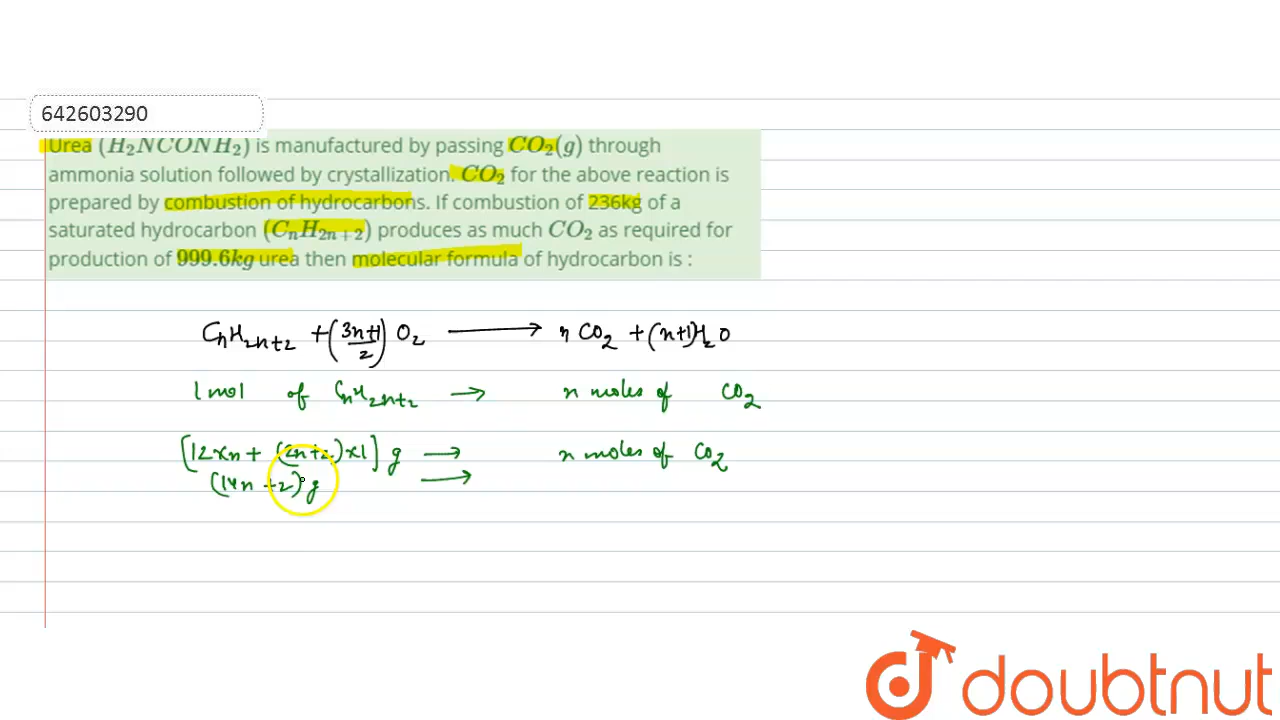 642603290
Urea (H₂NCONH₂) is manufactured by passing CO₂(g) through
ammonia solution followed by crystallization. CO₂ for the above reaction is
prepared by combustion of hydrocarbons. If combustion of 236kg of a
saturated hydrocarbon (CₙH₂ₙ₊₂) produces as much CO₂ as required for
production of 999.6kg urea then molecular formula of hydrocarbon is :
CₙH₂ₙ₊₂ + (3n+1/2) O₂ ⟶ n CO₂ + (n+1)H₂O
1 mol of CₙH₂ₙ₊₂ → n moles of CO₂
[12×n + (2n+2)×1] g → n moles of CO₂
(14n+2) g →
doubtnut